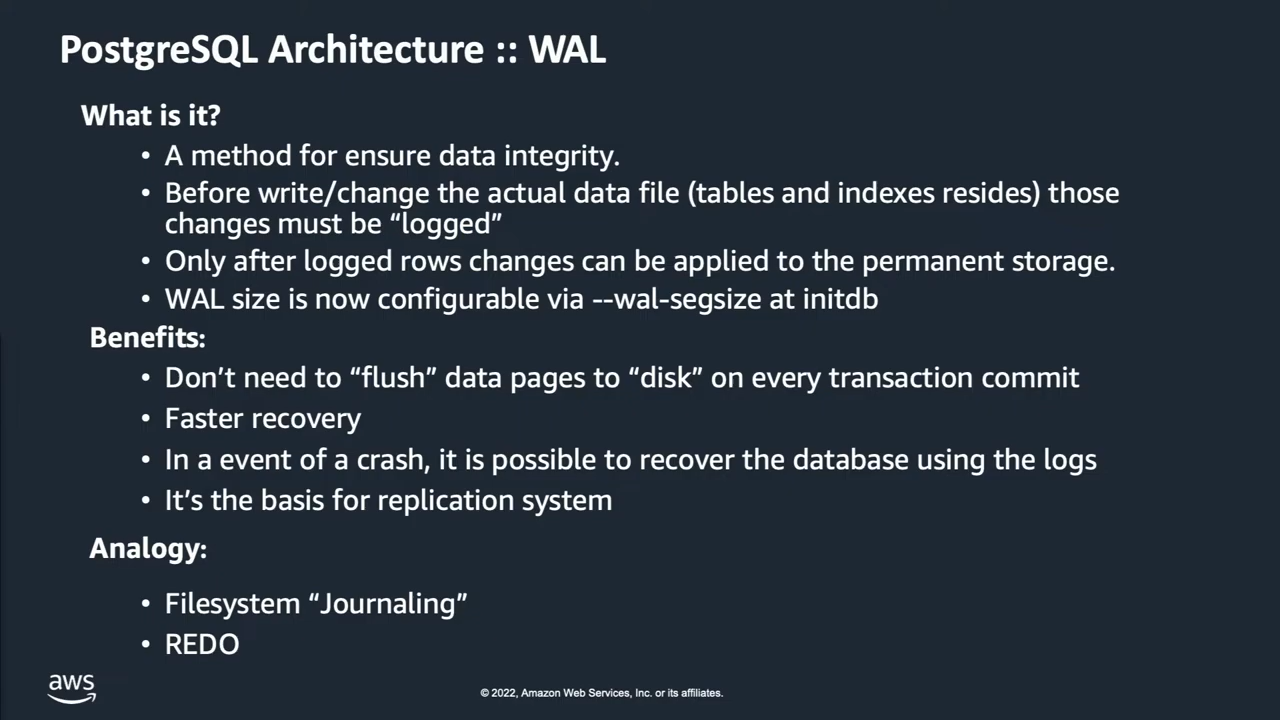 PostgreSQL Architecture :: WAL
What is it?
• A method for ensure data integrity.
• Before write/change the actual data file (tables and indexes resides) those
changes must be “logged”
• Only after logged rows changes can be applied to the permanent storage.
• WAL size is now configurable via --wal-segsize at initdb
Benefits:
• Don’t need to “flush” data pages to “disk” on every transaction commit
• Faster recovery
• In a event of a crash, it is possible to recover the database using the logs
• It’s the basis for replication system
Analogy:
• Filesystem “Journaling”
• REDO
aws
© 2022, Amazon Web Services, Inc. or its affiliates.